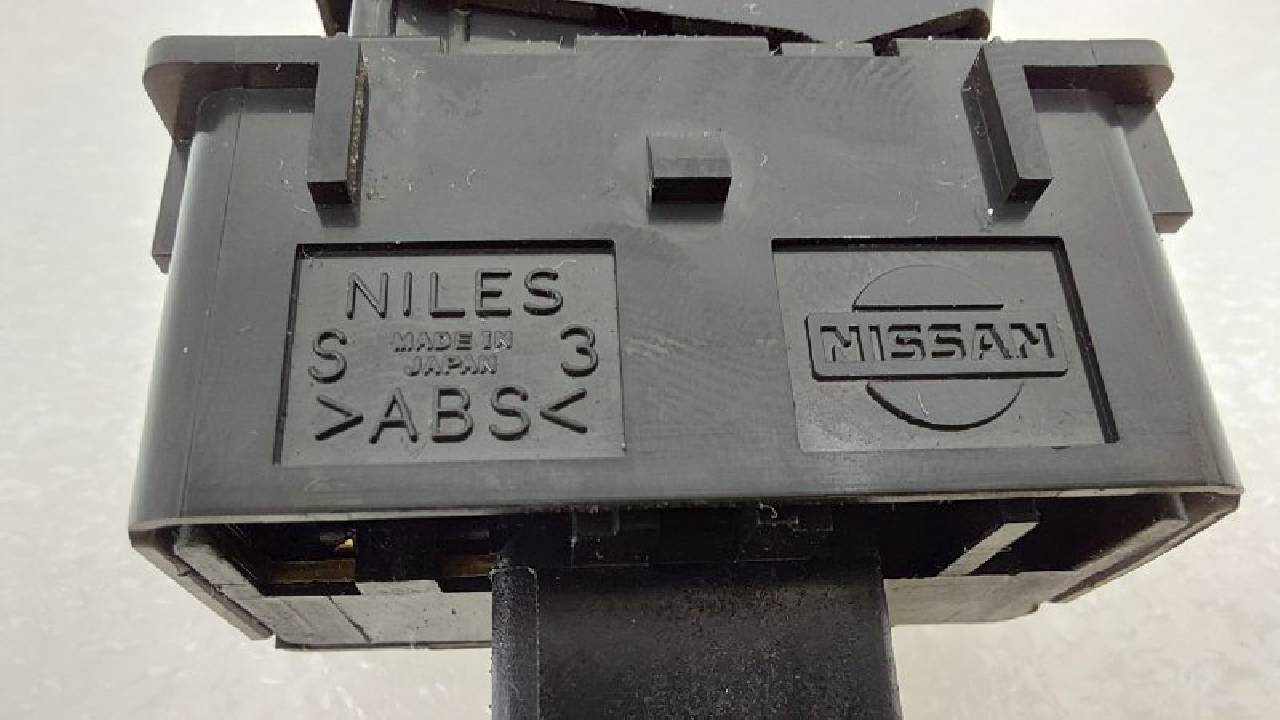 NILES
S MADE IN 3
JAPAN
>ABS<
NISSAN